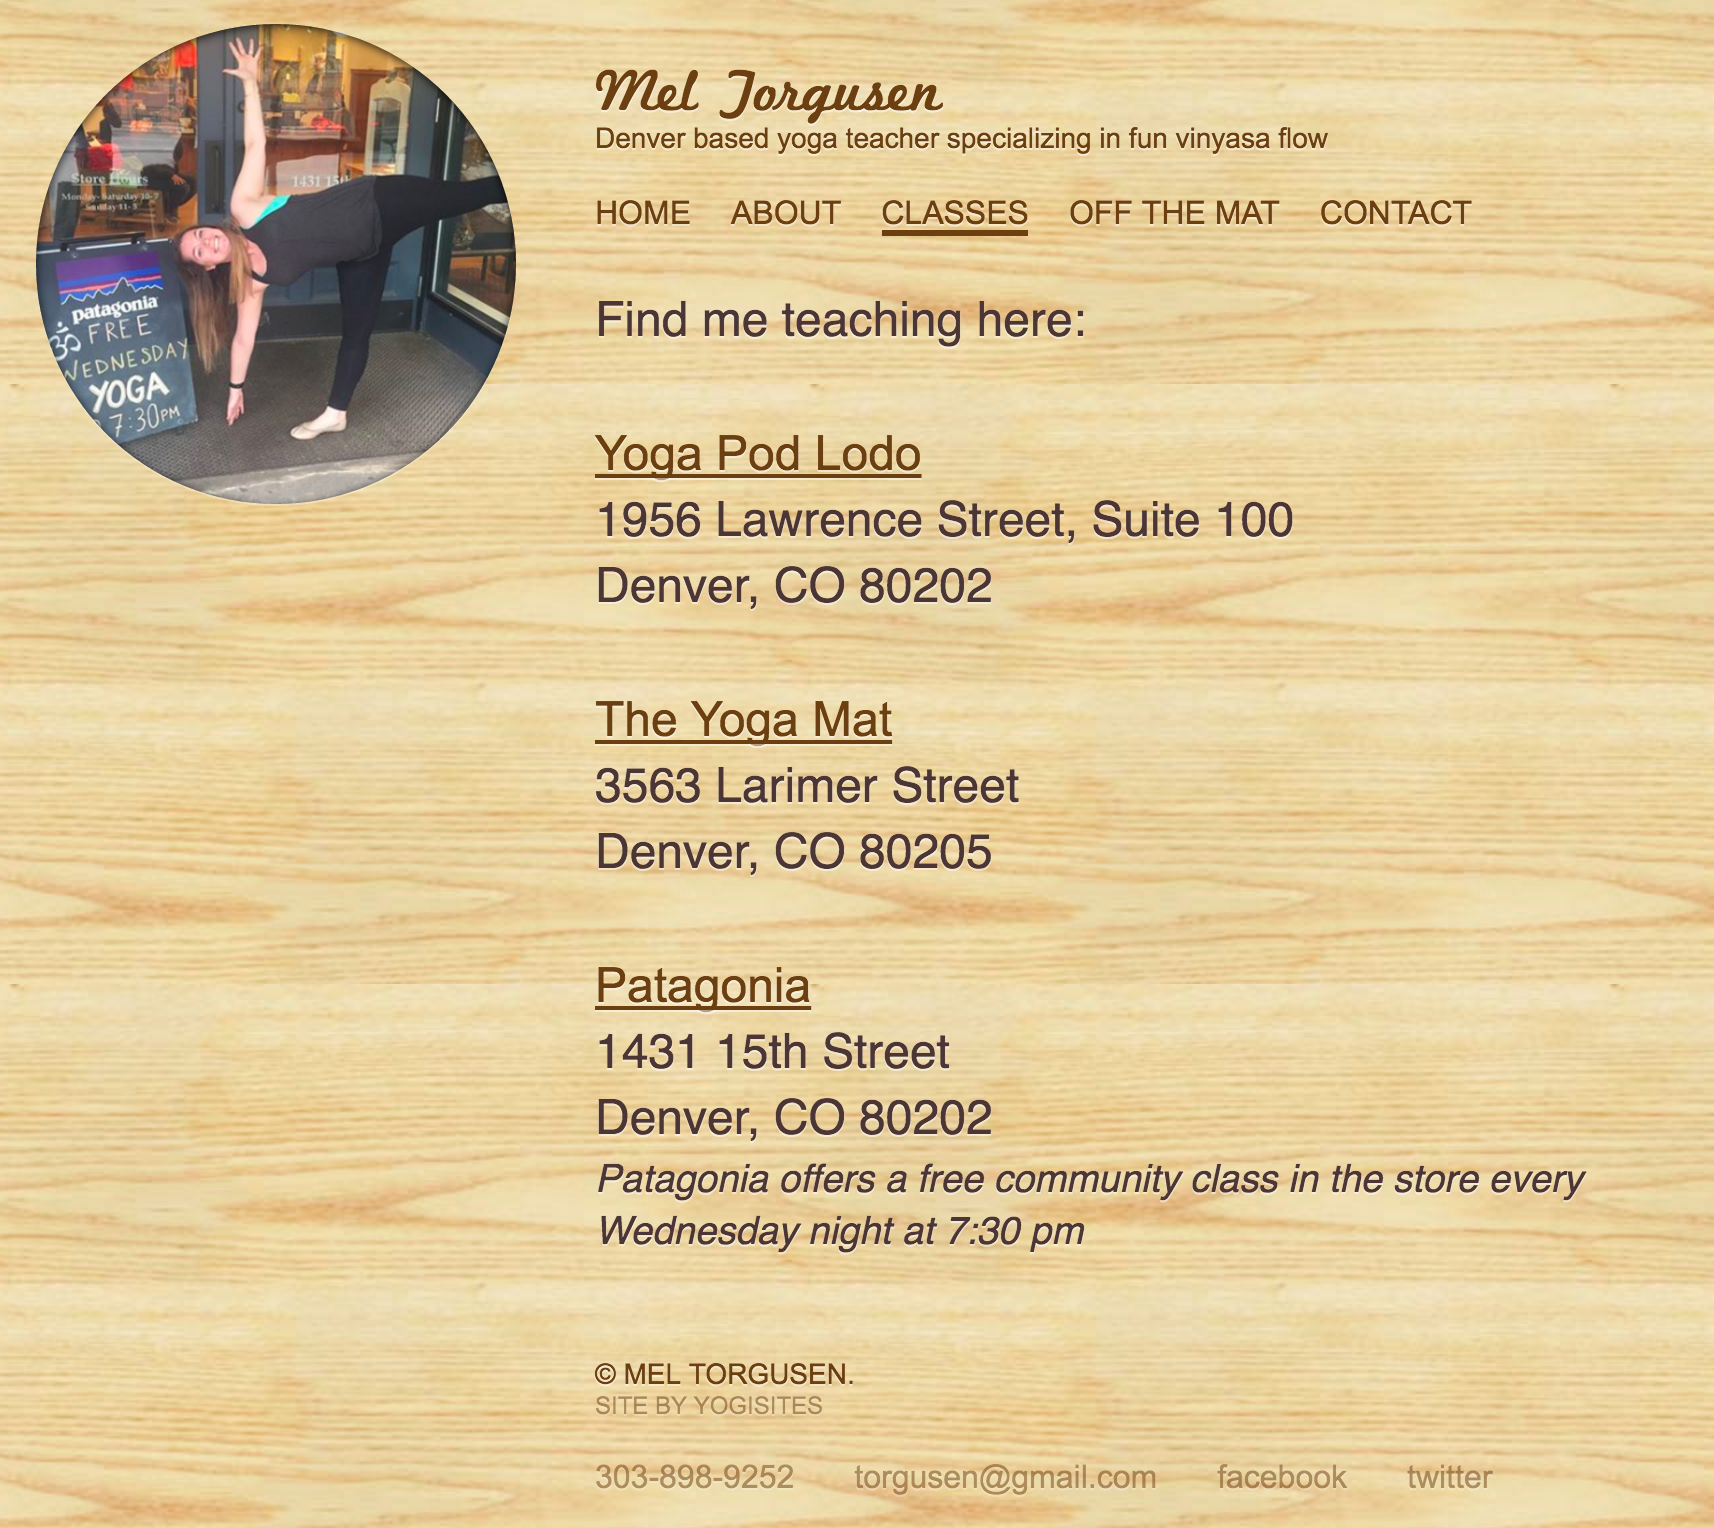 Mel Torgusen
Denver based yoga teacher specializing in fun vinyasa flow
HOME ABOUT CLASSES OFF THE MAT CONTACT
Store Hours
Monday-Saturday 10-7
Sunday 11-5
1431 15th
patagonia
ॐ FREE
WEDNESDAY
YOGA
7:30PM
Find me teaching here:
Yoga Pod Lodo
1956 Lawrence Street, Suite 100
Denver, CO 80202
The Yoga Mat
3563 Larimer Street
Denver, CO 80205
Patagonia
1431 15th Street
Denver, CO 80202
Patagonia offers a free community class in the store every
Wednesday night at 7:30 pm
© MEL TORGUSEN.
SITE BY YOGISITES
303-898-9252 torgusen@gmail.com facebook twitter